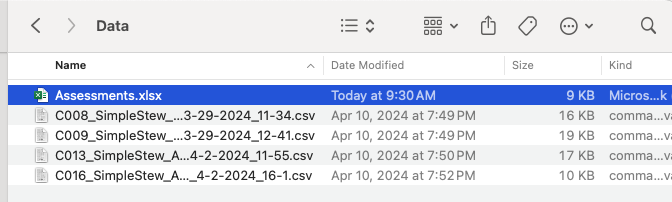 Data
Name Date Modified Size Kind
Assessments.xlsx Today at 9:30 AM 9 KB Micros...k
C008_SimpleStew_...3-29-2024_11-34.csv Apr 10, 2024 at 7:49 PM 16 KB comma...va
C009_SimpleStew_...3-29-2024_12-41.csv Apr 10, 2024 at 7:49 PM 19 KB comma...va
C013_SimpleStew_A...4-2-2024_11-55.csv Apr 10, 2024 at 7:50 PM 17 KB comma...va
C016_SimpleStew_A..._4-2-2024_16-1.csv Apr 10, 2024 at 7:52 PM 10 KB comma...va